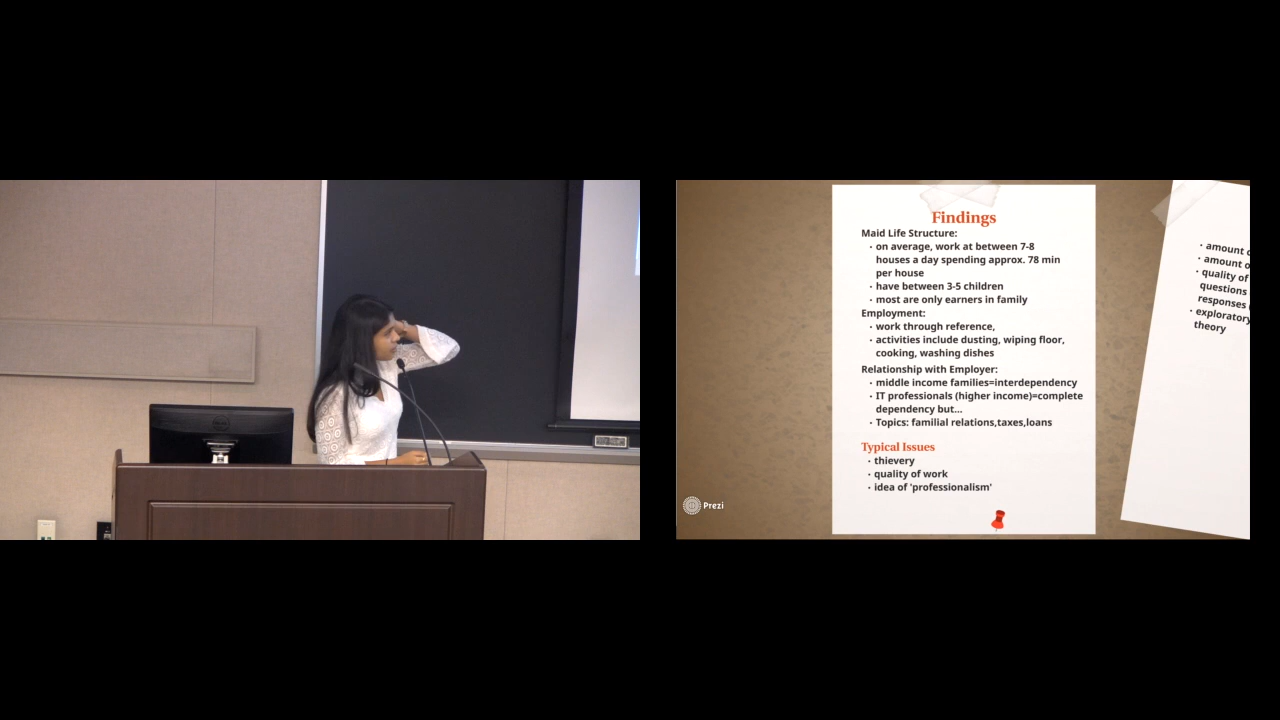 Findings
Maid Life Structure:
· on average, work at between 7-8
houses a day spending approx. 78 min
per house
· have between 3-5 children
· most are only earners in family
Employment:
· work through reference,
· activities include dusting, wiping floor,
cooking, washing dishes
Relationship with Employer:
· middle income families=interdependency
· IT professionals (higher income)=complete
dependency but...
· Topics: familial relations,taxes,loans
Typical Issues
· thievery
· quality of work
· idea of 'professionalism'
· amount
· amount
· quality of
questions
responses
· exploratory
theory
Prezi